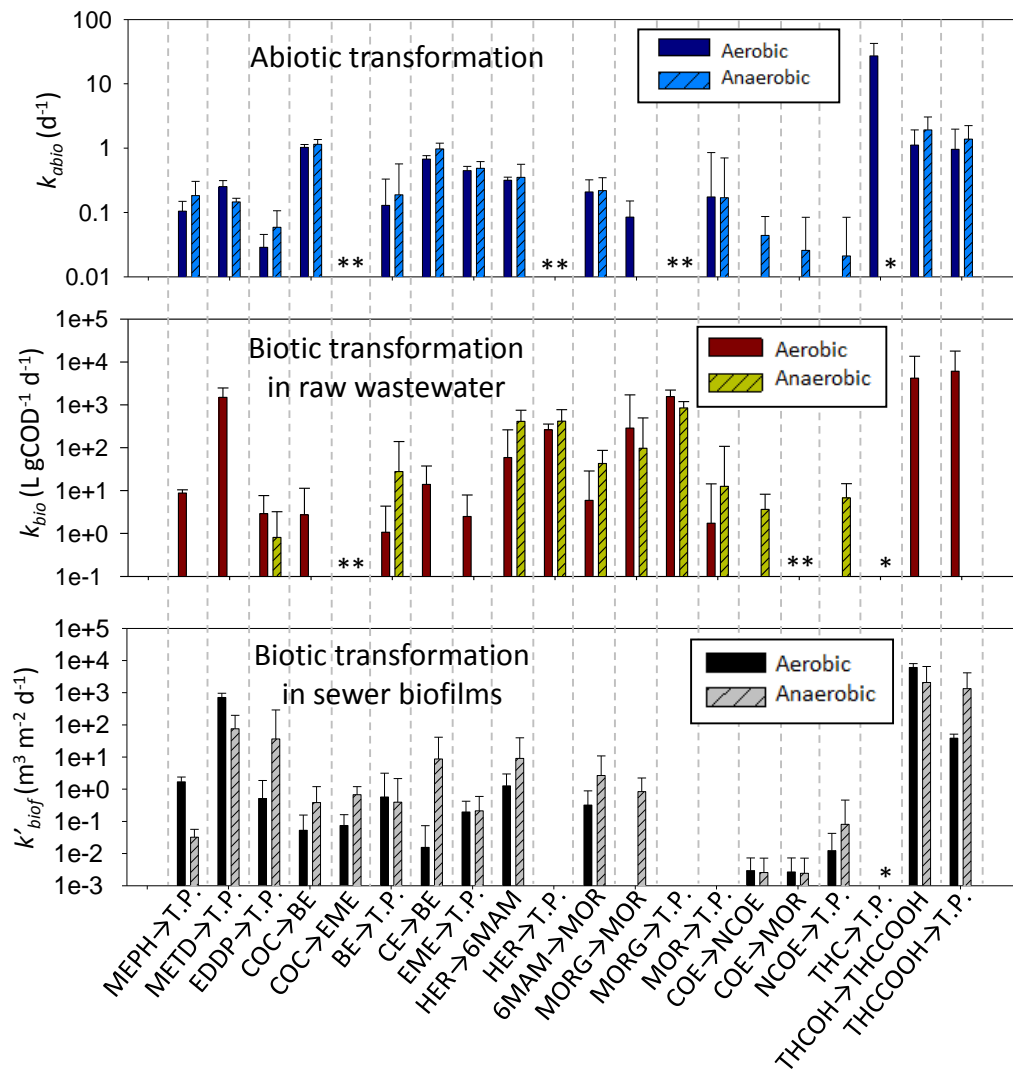 Abiotic transformation
Aerobic
Anaerobic
k_abio (d⁻¹)
100
10
1
0.1
0.01
** ** ** *
Biotic transformation
in raw wastewater
Aerobic
Anaerobic
k_bio (L gCOD⁻¹ d⁻¹)
1e+5
1e+4
1e+3
1e+2
1e+1
1e+0
1e-1
** ** *
Biotic transformation
in sewer biofilms
Aerobic
Anaerobic
k'_biof (m³ m⁻² d⁻¹)
1e+5
1e+4
1e+3
1e+2
1e+1
1e+0
1e-1
1e-2
1e-3
*
MEPH→T.P.
METD→T.P.
EDDP→T.P.
COC→BE
COC→EME
BE→T.P.
CE→BE
EME→T.P.
HER→6MAM
HER→T.P.
6MAM→MOR
MORG→MOR
MORG→T.P.
MOR→T.P.
COE→NCOE
COE→MOR
NCOE→T.P.
THC→T.P.
THCOH→THCCOOH
THCCOOH→T.P.